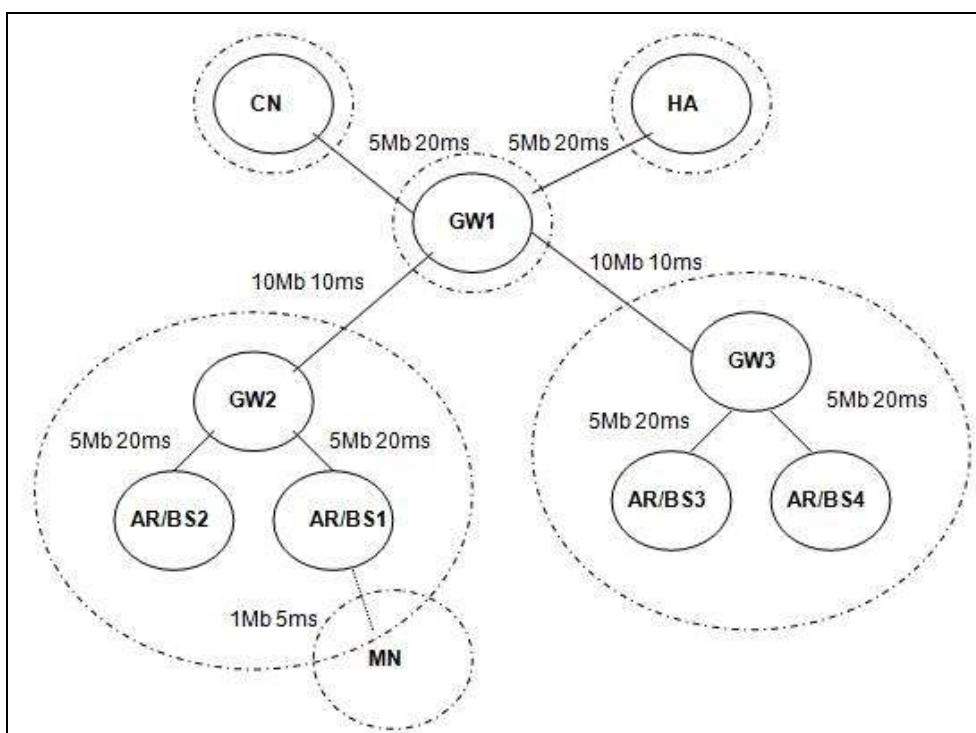 CN
HA
5Mb 20ms
5Mb 20ms
GW1
10Mb 10ms
10Mb 10ms
GW2
GW3
5Mb 20ms
5Mb 20ms
5Mb 20ms
5Mb 20ms
AR/BS2
AR/BS1
AR/BS3
AR/BS4
1Mb 5ms
MN